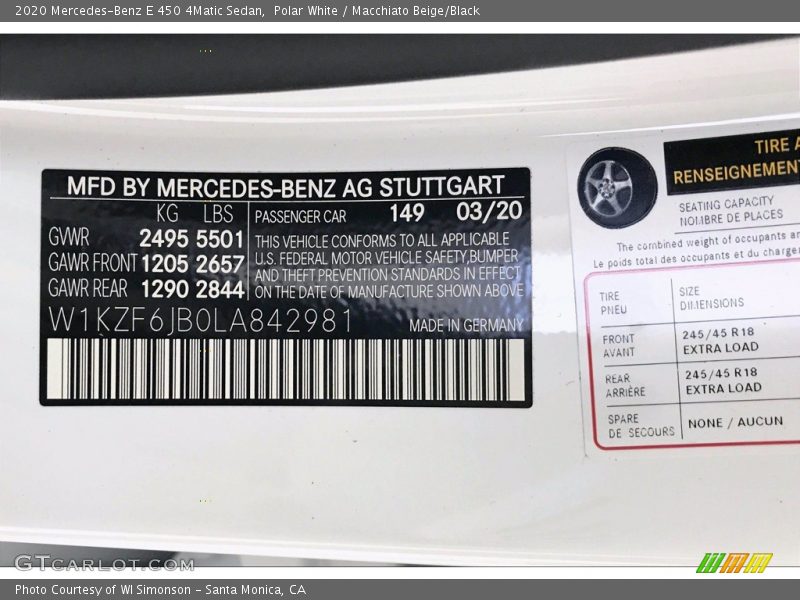 2020 Mercedes-Benz E 450 4Matic Sedan, Polar White / Macchiato Beige/Black
MFD BY MERCEDES-BENZ AG STUTTGART
KG LBS
GVWR 2495 5501
GAWR FRONT 1205 2657
GAWR REAR 1290 2844
PASSENGER CAR 149 03/20
THIS VEHICLE CONFORMS TO ALL APPLICABLE
U.S. FEDERAL MOTOR VEHICLE SAFETY,BUMPER
AND THEFT PREVENTION STANDARDS IN EFFECT
ON THE DATE OF MANUFACTURE SHOWN ABOVE
W1KZF6JB0LA842981
MADE IN GERMANY
TIRE
RENSEIGNEMENT
SEATING CAPACITY
NOMBRE DE PLACES
The combined weight of occupants
Le poids total des occupants et du
TIRE SIZE
PNEU DIMENSIONS
FRONT 245/45 R18
AVANT EXTRA LOAD
REAR 245/45 R18
ARRIÈRE EXTRA LOAD
SPARE NONE / AUCUN
DE SECOURS
GTCARLOT.COM
Photo Courtesy of WI Simonson - Santa Monica, CA